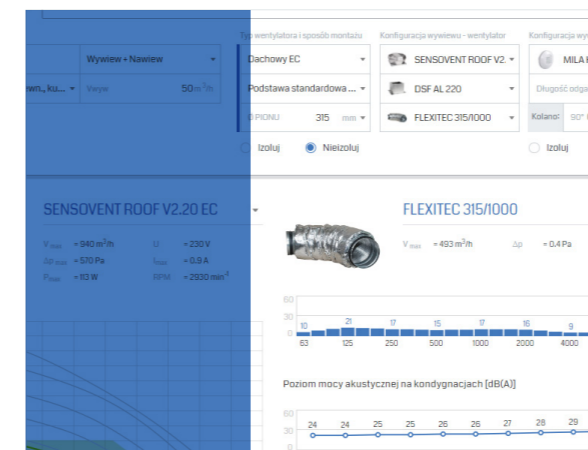 Typ wentylatora i sposób montażu Konfiguracja wywiewu - wentylator Konfiguracja wy
Wywiew + Nawiew Dachowy EC SENSOVENT ROOF V2. MILA
wn., ku... Vwyw 50 m³/h Podstawa standardowa ... DSF AL 220 Długość odga
PIONU 315 mm FLEXITEC 315/1000 Kolano: 90°
Izoluj Nieizoluj Izoluj
SENSOVENT ROOF V2.20 EC FLEXITEC 315/1000
V max = 940 m³/h U = 230 V V max = 493 m³/h Δp = 0.4 Pa
Δp max = 570 Pa I max = 0.9 A
P max = 113 W RPM = 2930 min⁻¹
60
30 10 21 17 15 17 16 9
0
63 125 250 500 1000 2000 4000
Poziom mocy akustycznej na kondygnacjach [dB(A)]
60
30 24 24 25 25 26 26 27 28 29
0